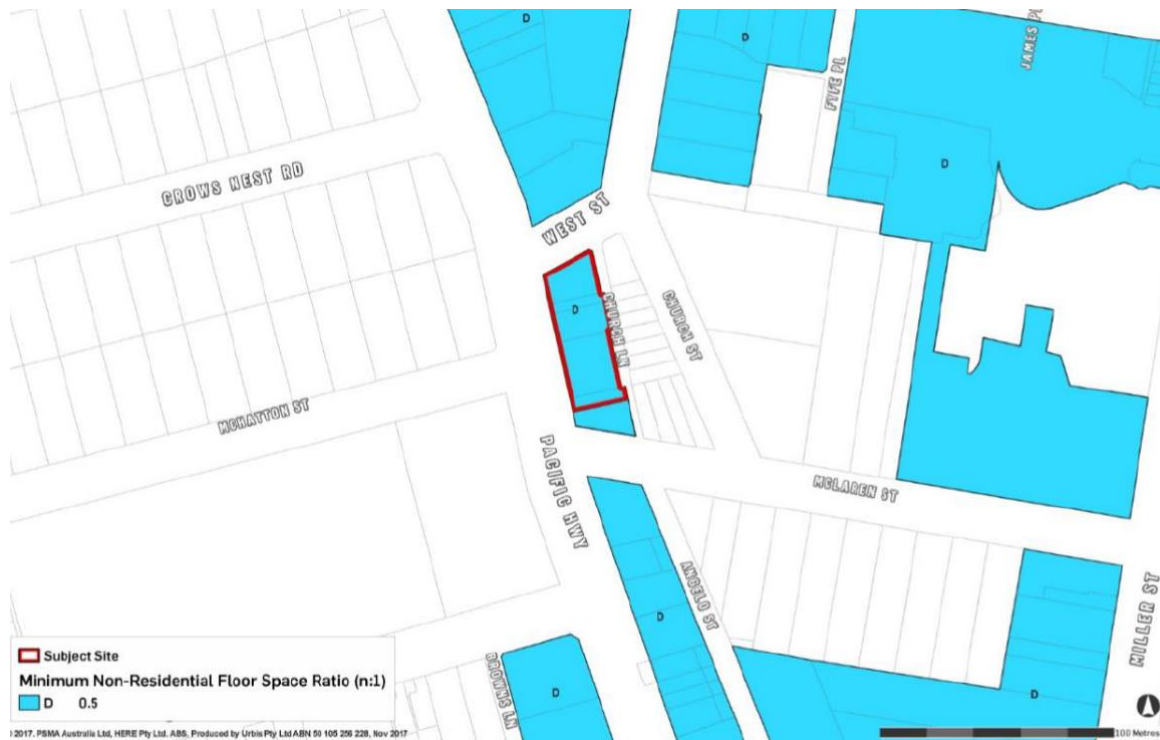 D
D
JAMES PL
FYFE PL
D
CROWS NEST RD
WEST ST
D
CHURCH LN
CHURCH ST
MCHATTON ST
PACIFIC HWY
MCLAREN ST
ANGELO ST
D
MILLER ST
BROWNS LN
D
D
Subject Site
Minimum Non-Residential Floor Space Ratio (n:1)
D 0.5
2017. PSMA Australia Ltd, HERE Pty Ltd. ABS. Produced by Urbis Pty Ltd ABN 50 105 256 228, Nov 2017
100 Metres